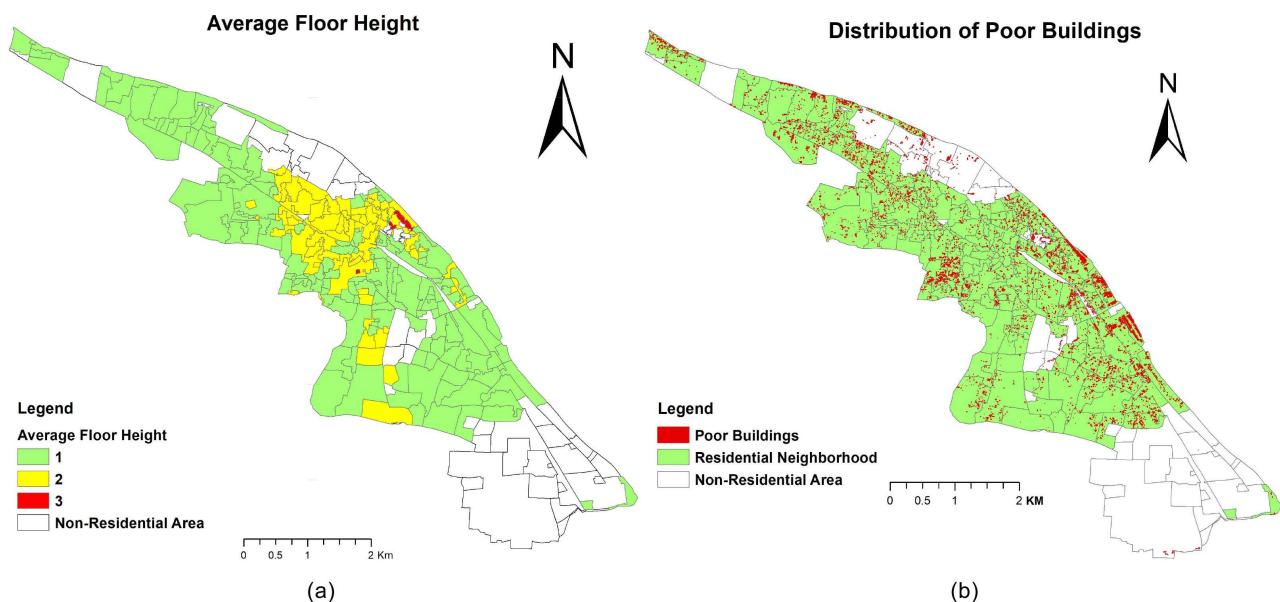 Average Floor Height
N
Legend
Average Floor Height
1
2
3
Non-Residential Area
0 0.5 1 2 Km
(a)
Distribution of Poor Buildings
N
Legend
Poor Buildings
Residential Neighborhood
Non-Residential Area
0 0.5 1 2 KM
(b)